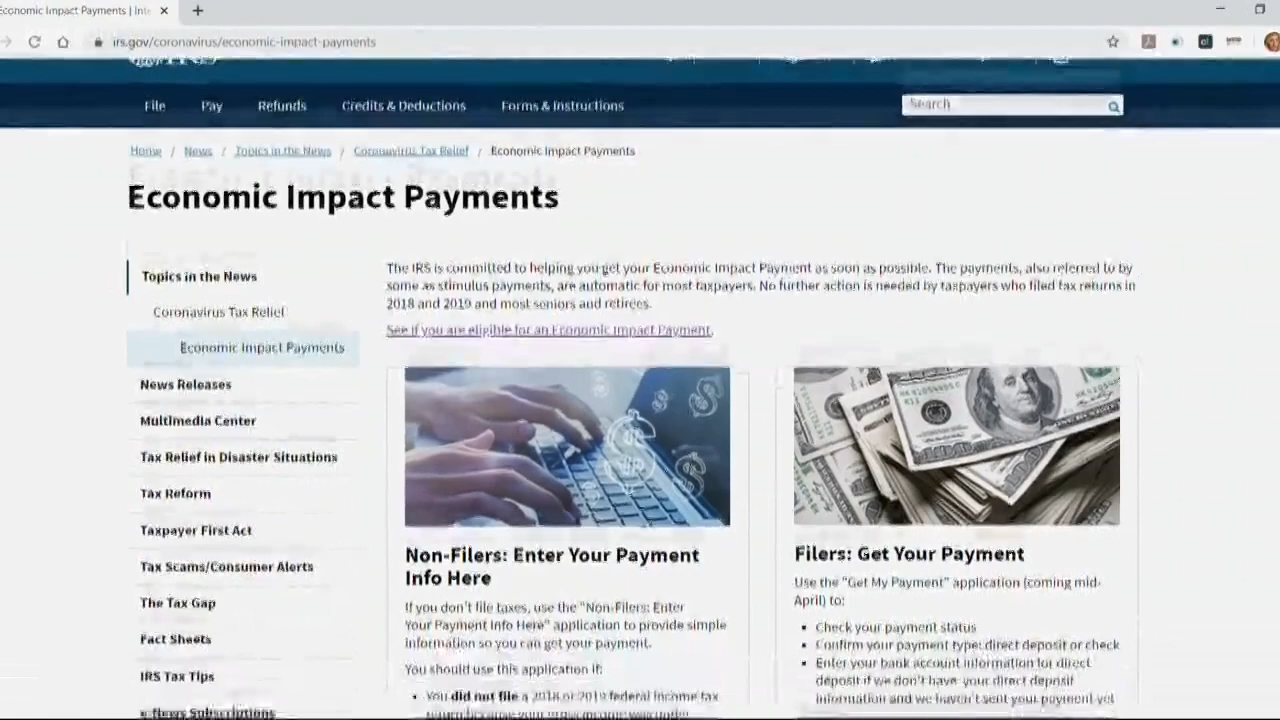 Economic Impact Payments | Inte
irs.gov/coronavirus/economic-impact-payments
File Pay Refunds Credits & Deductions Forms & Instructions Search
Home / News / Topics in the News / Coronavirus Tax Relief / Economic Impact Payments
Economic Impact Payments
Topics in the News
Coronavirus Tax Relief
Economic Impact Payments
News Releases
Multimedia Center
Tax Relief in Disaster Situations
Tax Reform
Taxpayer First Act
Tax Scams/Consumer Alerts
The Tax Gap
Fact Sheets
IRS Tax Tips
e-News Subscriptions
The IRS is committed to helping you get your Economic Impact Payment as soon as possible. The payments, also referred to by
some as stimulus payments, are automatic for most taxpayers. No further action is needed by taxpayers who filed tax returns in
2018 and 2019 and most seniors and retirees.
See if you are eligible for an Economic Impact Payment.
Non-Filers: Enter Your Payment
Info Here
If you don't file taxes, use the "Non-Filers: Enter
Your Payment Info Here" application to provide simple
information so you can get your payment.
You should use this application if:
You did not file a 2018 or 2019 federal income tax
Filers: Get Your Payment
Use the "Get My Payment" application (coming mid-
April) to:
Check your payment status
Confirm your payment type: direct deposit or check
Enter your bank account information for direct
deposit if we don't have your direct deposit
information and we haven't sent your payment yet